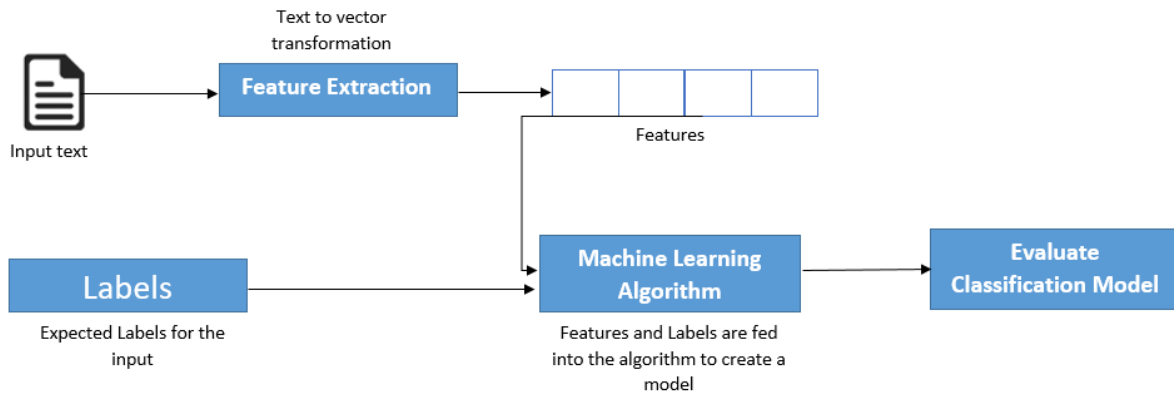 Text to vector
transformation
Feature Extraction
Input text
Features
Labels
Expected Labels for the
input
Machine Learning
Algorithm
Features and Labels are fed
into the algorithm to create a
model
Evaluate
Classification Model